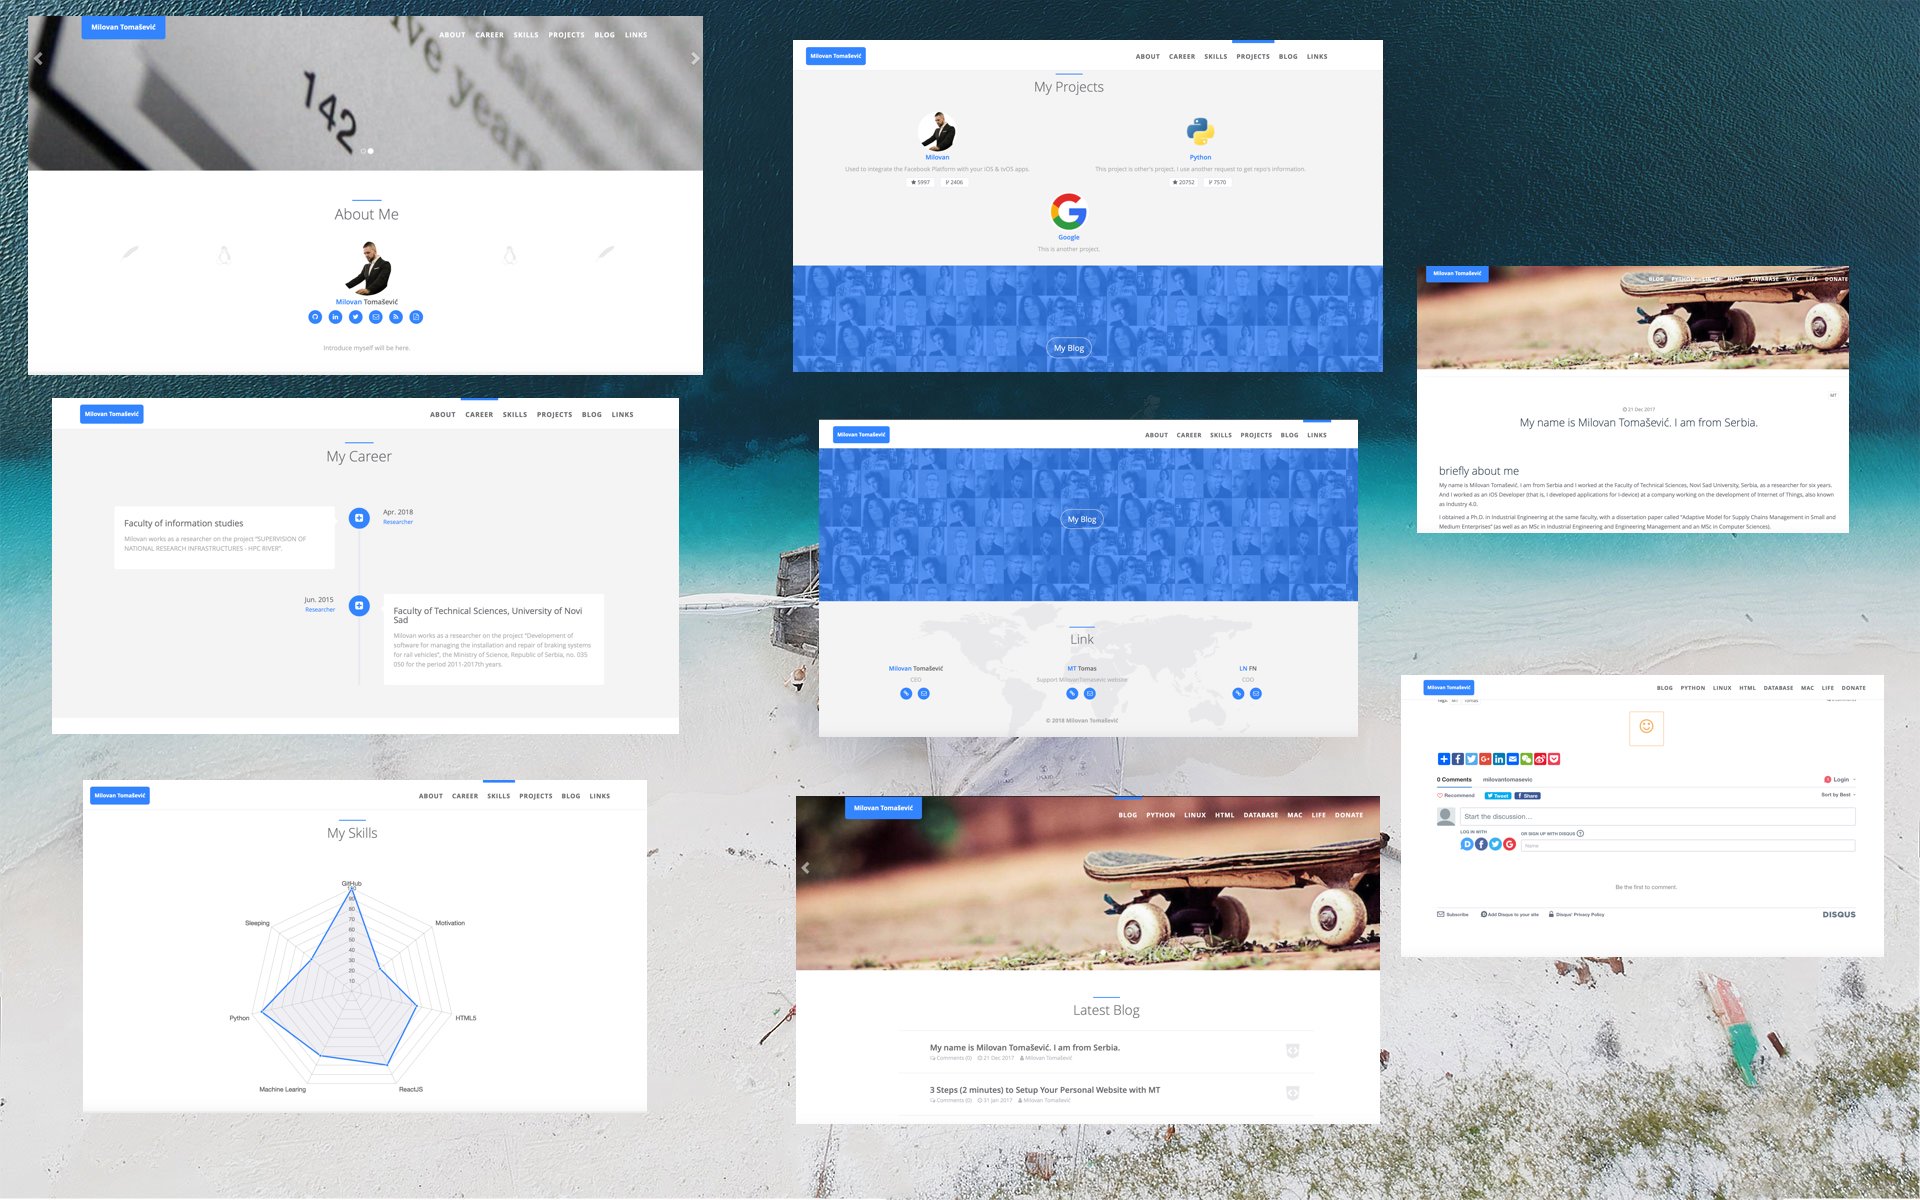 Milovan Tomašević
ABOUT CAREER SKILLS PROJECTS BLOG LINKS
ve years
142
About Me
Milovan Tomašević
Introduce myself will be here.
Milovan Tomašević
ABOUT CAREER SKILLS PROJECTS BLOG LINKS
My Career
Faculty of information studies
Milovan works as a researcher on the project "SUPERVISION OF
NATIONAL RESEARCH INFRASTRUCTURES - HPC RIVER".
Apr. 2018
Researcher
Jun. 2015
Researcher
Faculty of Technical Sciences, University of Novi
Sad
Milovan works as a researcher on the project "Development of
software for managing the installation and repair of braking systems
for rail vehicles", the Ministry of Science, Republic of Serbia, no. 035
050 for the period 2011-2017th years.
Milovan Tomašević
ABOUT CAREER SKILLS PROJECTS BLOG LINKS
My Skills
GitHub
Sleeping
Motivation
90
80
70
60
50
40
30
20
10
Python
HTML5
Machine Learing
ReactJS
Milovan Tomašević
ABOUT CAREER SKILLS PROJECTS BLOG LINKS
My Projects
Milovan
Used to integrate the Facebook Platform with your iOS & tvOS apps.
5997 2406
Python
This project is other's project. I use another request to get repo's information.
20752 7570
Google
This is another project.
My Blog
Milovan Tomašević
ABOUT CAREER SKILLS PROJECTS BLOG LINKS
My Blog
Link
Milovan Tomašević
CEO
MT Tomas
Support MilovanTomasevic website
LN FN
COO
© 2018 Milovan Tomašević
Milovan Tomašević
BLOG PYTHON LINUX HTML DATABASE MAC LIFE DONATE
Latest Blog
My name is Milovan Tomašević. I am from Serbia.
Comments (0) 21 Dec 2017 Milovan Tomašević
3 Steps (2 minutes) to Setup Your Personal Website with MT
Comments (0) 31 Jan 2017 Milovan Tomašević
Milovan Tomašević
BLOG PYTHON LINUX HTML DATABASE MAC LIFE DONATE
MT
21 Dec 2017
My name is Milovan Tomašević. I am from Serbia.
briefly about me
My name is Milovan Tomašević. I am from Serbia and I worked at the Faculty of Technical Sciences, Novi Sad University, Serbia, as a researcher for six years.
And I worked as an iOS Developer (that is, I developed applications for I-device) at a company working on the development of Internet of Things, also known
as Industry 4.0.
I obtained a Ph.D. in Industrial Engineering at the same faculty, with a dissertation paper called "Adaptive Model for Supply Chains Management in Small and
Medium Enterprises" (as well as an MSc in Industrial Engineering and Engineering Management and an MSc in Computer Sciences).
Milovan Tomašević
BLOG PYTHON LINUX HTML DATABASE MAC LIFE DONATE
0 Comments milovantomasevic Login
Recommend Tweet Share Sort by Best
Start the discussion...
LOG IN WITH
OR SIGN UP WITH DISQUS ?
Name
Be the first to comment.
Subscribe Add Disqus to your site Disqus' Privacy Policy DISQUS